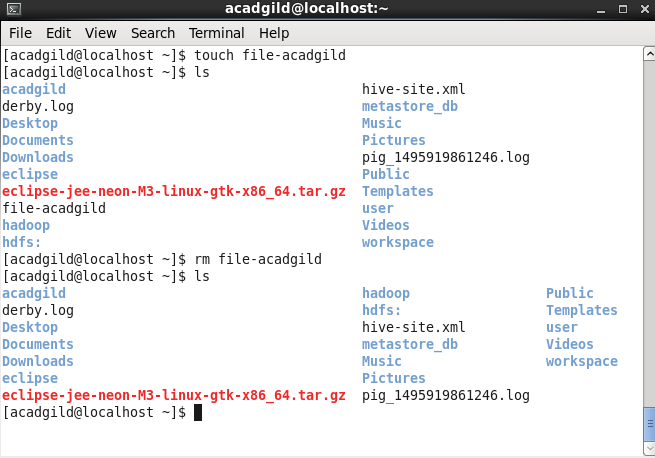 acadgild@localhost:~
File Edit View Search Terminal Help
[acadgild@localhost ~]$ touch file-acadgild
[acadgild@localhost ~]$ ls
acadgild hive-site.xml
derby.log metastore_db
Desktop Music
Documents Pictures
Downloads pig_1495919861246.log
eclipse Public
eclipse-jee-neon-M3-linux-gtk-x86_64.tar.gz Templates
file-acadgild user
hadoop Videos
hdfs: workspace
[acadgild@localhost ~]$ rm file-acadgild
[acadgild@localhost ~]$ ls
acadgild hadoop Public
derby.log hdfs: Templates
Desktop hive-site.xml user
Documents metastore_db Videos
Downloads Music workspace
eclipse Pictures
eclipse-jee-neon-M3-linux-gtk-x86_64.tar.gz pig_1495919861246.log
[acadgild@localhost ~]$